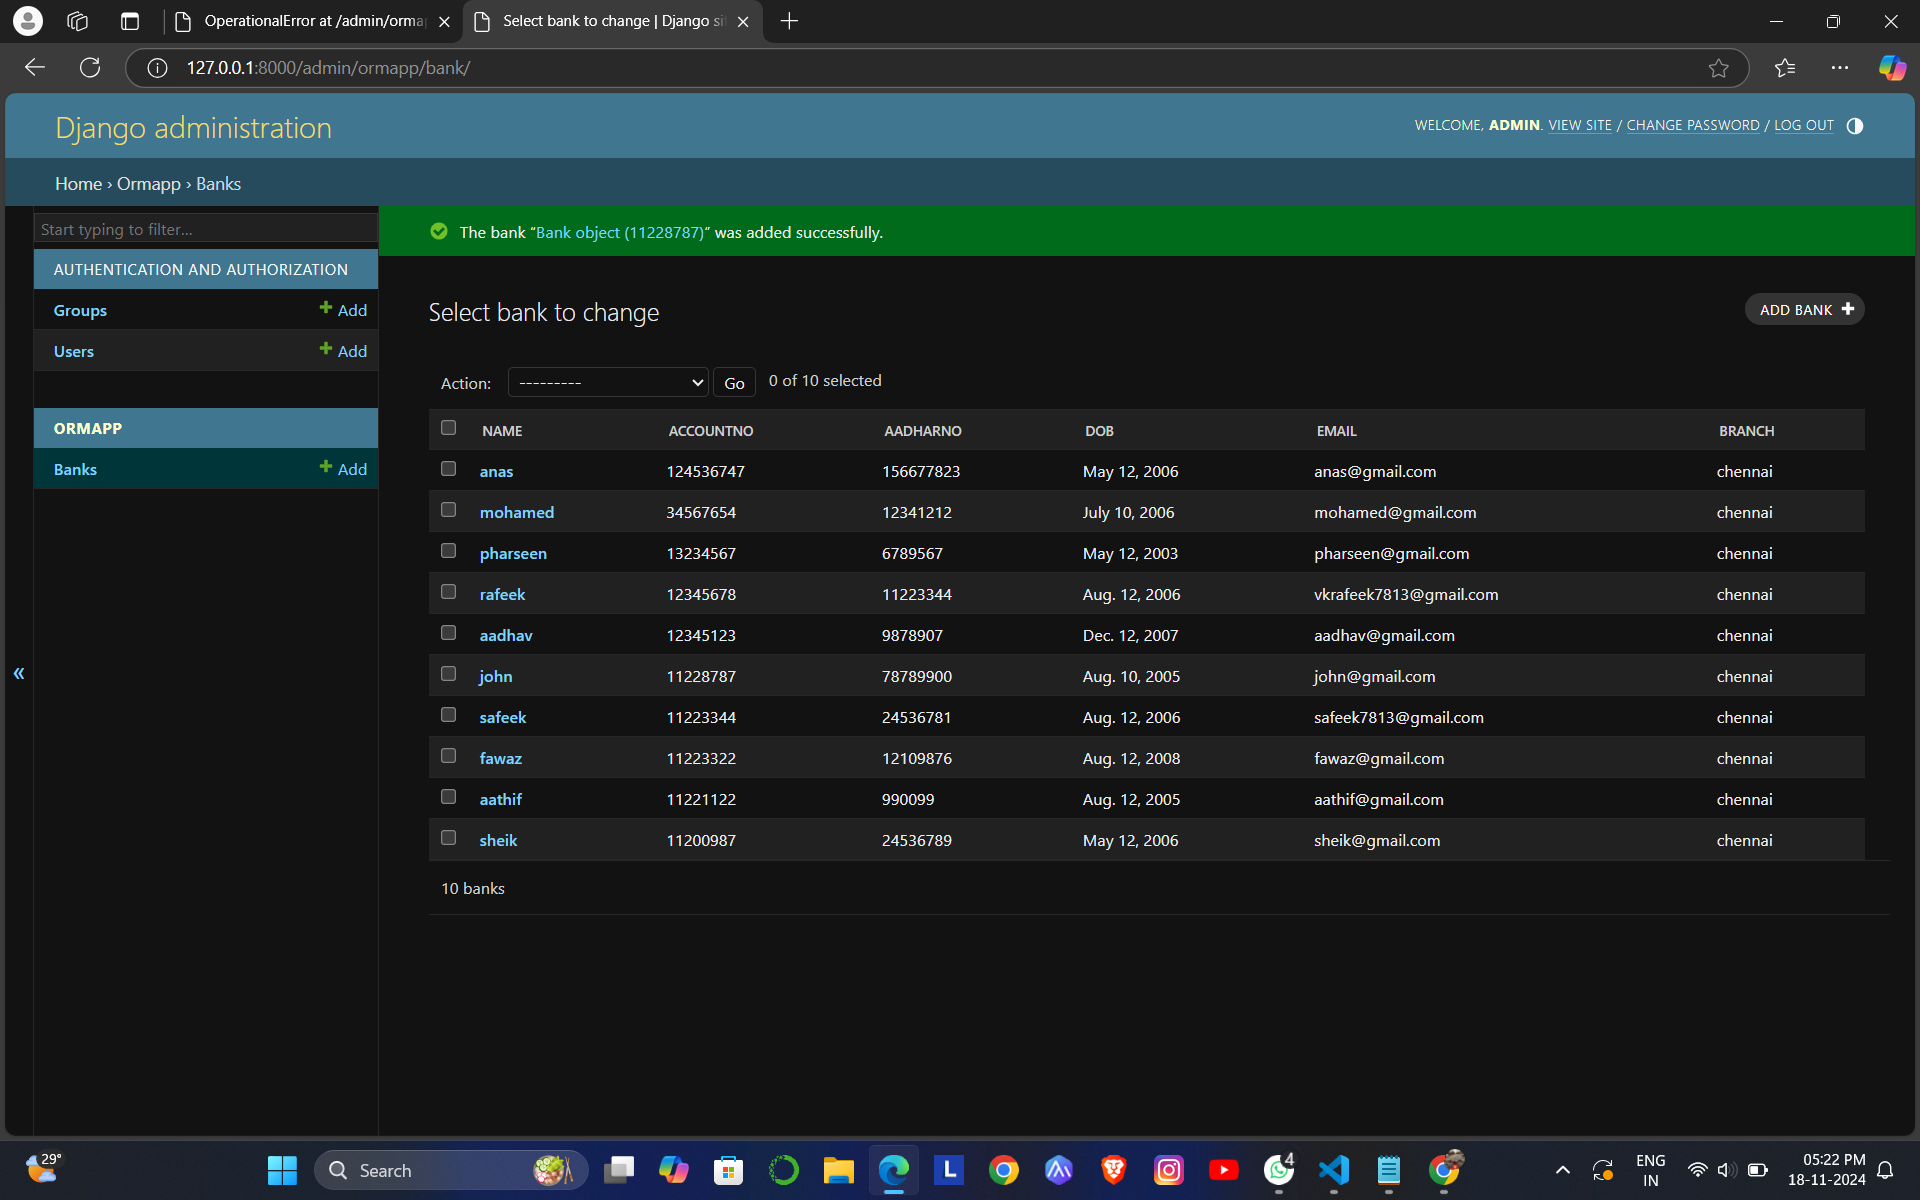 OperationalError at /admin/orma
Select bank to change | Django si
127.0.0.1:8000/admin/ormapp/bank/
Django administration
WELCOME, ADMIN. VIEW SITE / CHANGE PASSWORD / LOG OUT
Home › Ormapp › Banks
Start typing to filter...
AUTHENTICATION AND AUTHORIZATION
Groups Add
Users Add
ORMAPP
Banks Add
«
The bank “Bank object (11228787)” was added successfully.
Select bank to change
ADD BANK
Action: --------- Go 0 of 10 selected
NAME ACCOUNTNO AADHARNO DOB EMAIL BRANCH
anas 124536747 156677823 May 12, 2006 anas@gmail.com chennai
mohamed 34567654 12341212 July 10, 2006 mohamed@gmail.com chennai
pharseen 13234567 6789567 May 12, 2003 pharseen@gmail.com chennai
rafeek 12345678 11223344 Aug. 12, 2006 vkrafeek7813@gmail.com chennai
aadhav 12345123 9878907 Dec. 12, 2007 aadhav@gmail.com chennai
john 11228787 78789900 Aug. 10, 2005 john@gmail.com chennai
safeek 11223344 24536781 Aug. 12, 2006 safeek7813@gmail.com chennai
fawaz 11223322 12109876 Aug. 12, 2008 fawaz@gmail.com chennai
aathif 11221122 990099 Aug. 12, 2005 aathif@gmail.com chennai
sheik 11200987 24536789 May 12, 2006 sheik@gmail.com chennai
10 banks
29°
Search
L
4
ENG
IN
05:22 PM
18-11-2024